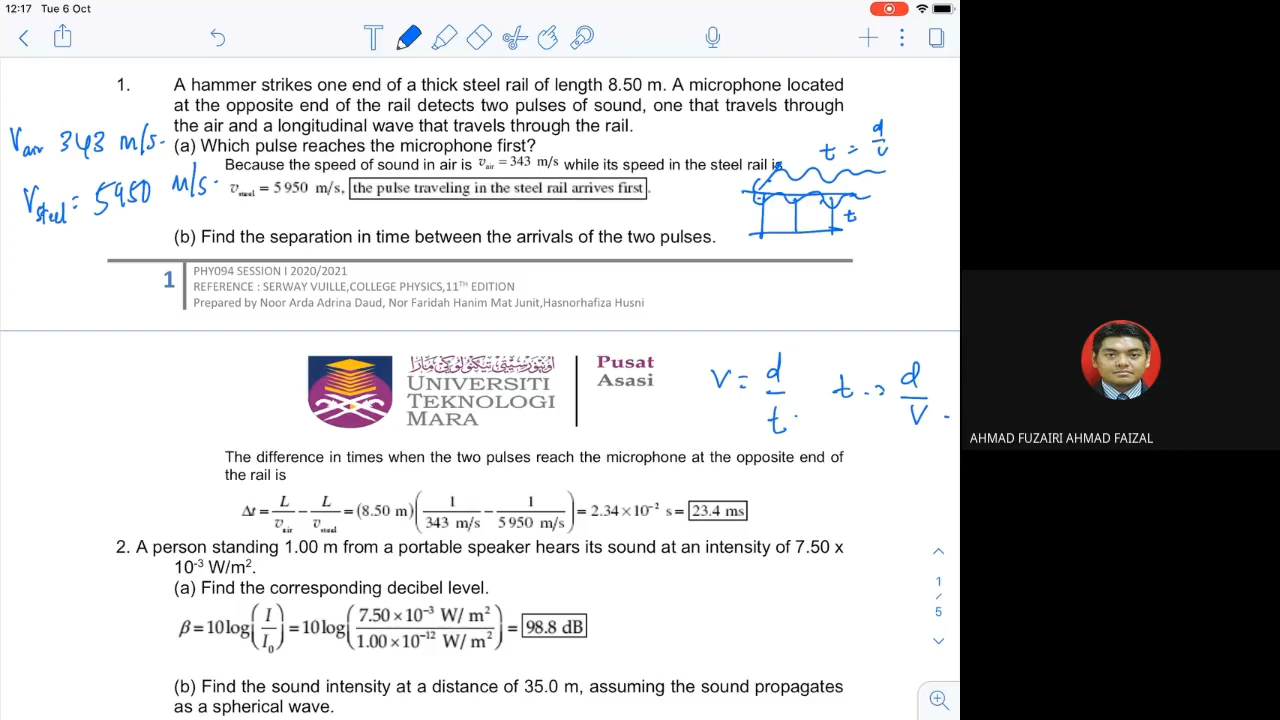 12:17 Tue 6 Oct
1. A hammer strikes one end of a thick steel rail of length 8.50 m. A microphone located
at the opposite end of the rail detects two pulses of sound, one that travels through
the air and a longitudinal wave that travels through the rail.
V air 343 m/s.
(a) Which pulse reaches the microphone first?
t = d/v
Because the speed of sound in air is v_air = 343 m/s while its speed in the steel rail is
V steel = 5950 m/s.
v_steel = 5 950 m/s, the pulse traveling in the steel rail arrives first.
t
(b) Find the separation in time between the arrivals of the two pulses.
1
PHY094 SESSION I 2020/2021
REFERENCE : SERWAY VUILLE,COLLEGE PHYSICS,11TH EDITION
Prepared by Noor Arda Adrina Daud, Nor Faridah Hanim Mat Junit,Hasnorhafiza Husni
UNIVERSITI
TEKNOLOGI
MARA
Pusat
Asasi
V = d/t. t -> d/V.
The difference in times when the two pulses reach the microphone at the opposite end of
the rail is
Δt = L/v_air − L/v_steel = (8.50 m)(1/343 m/s − 1/5 950 m/s) = 2.34 × 10⁻² s = 23.4 ms
2. A person standing 1.00 m from a portable speaker hears its sound at an intensity of 7.50 x
10⁻³ W/m².
(a) Find the corresponding decibel level.
β = 10log(I/I₀) = 10log(7.50 × 10⁻³ W/ m²/1.00 × 10⁻¹² W/ m²) = 98.8 dB
(b) Find the sound intensity at a distance of 35.0 m, assuming the sound propagates
as a spherical wave.
1
/
5
AHMAD FUZAIRI AHMAD FAIZAL